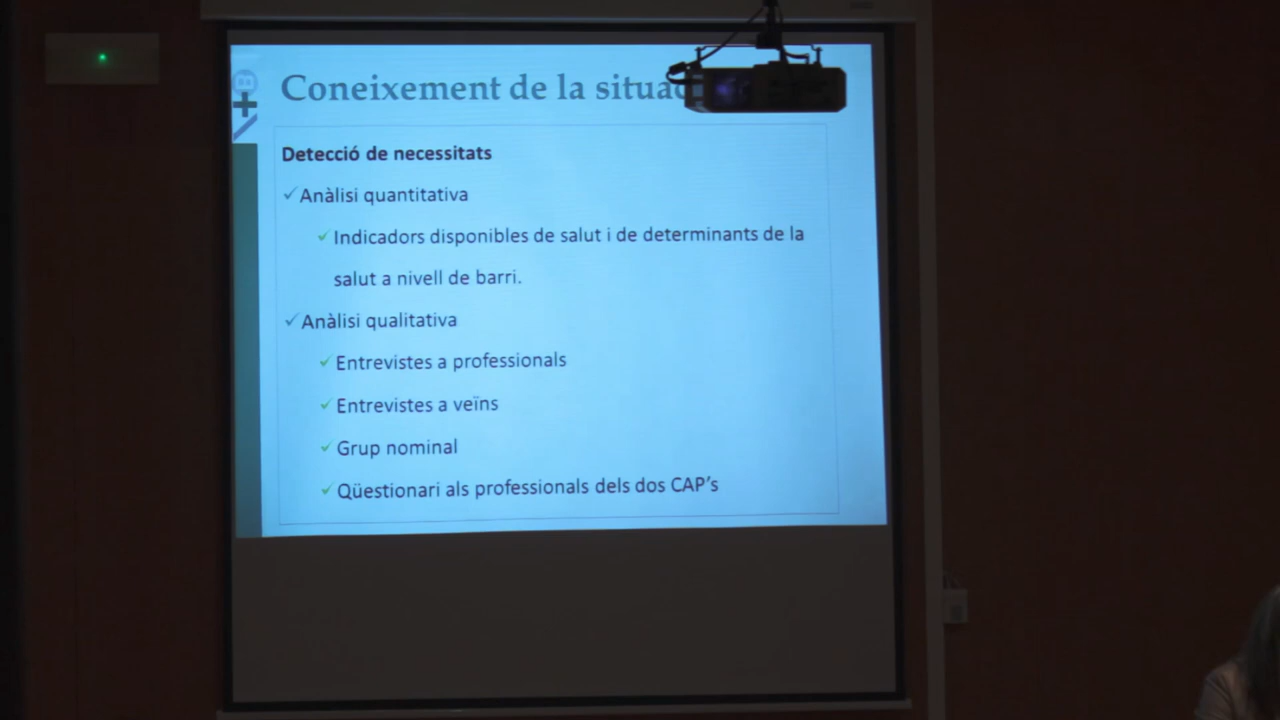 Coneixement de la
Detecció de necessitats
Anàlisi quantitativa
Indicadors disponibles de salut i de determinants de la
salut a nivell de barri.
Anàlisi qualitativa
Entrevistes a professionals
Entrevistes a veïns
Grup nominal
Qüestionari als professionals dels dos CAP's